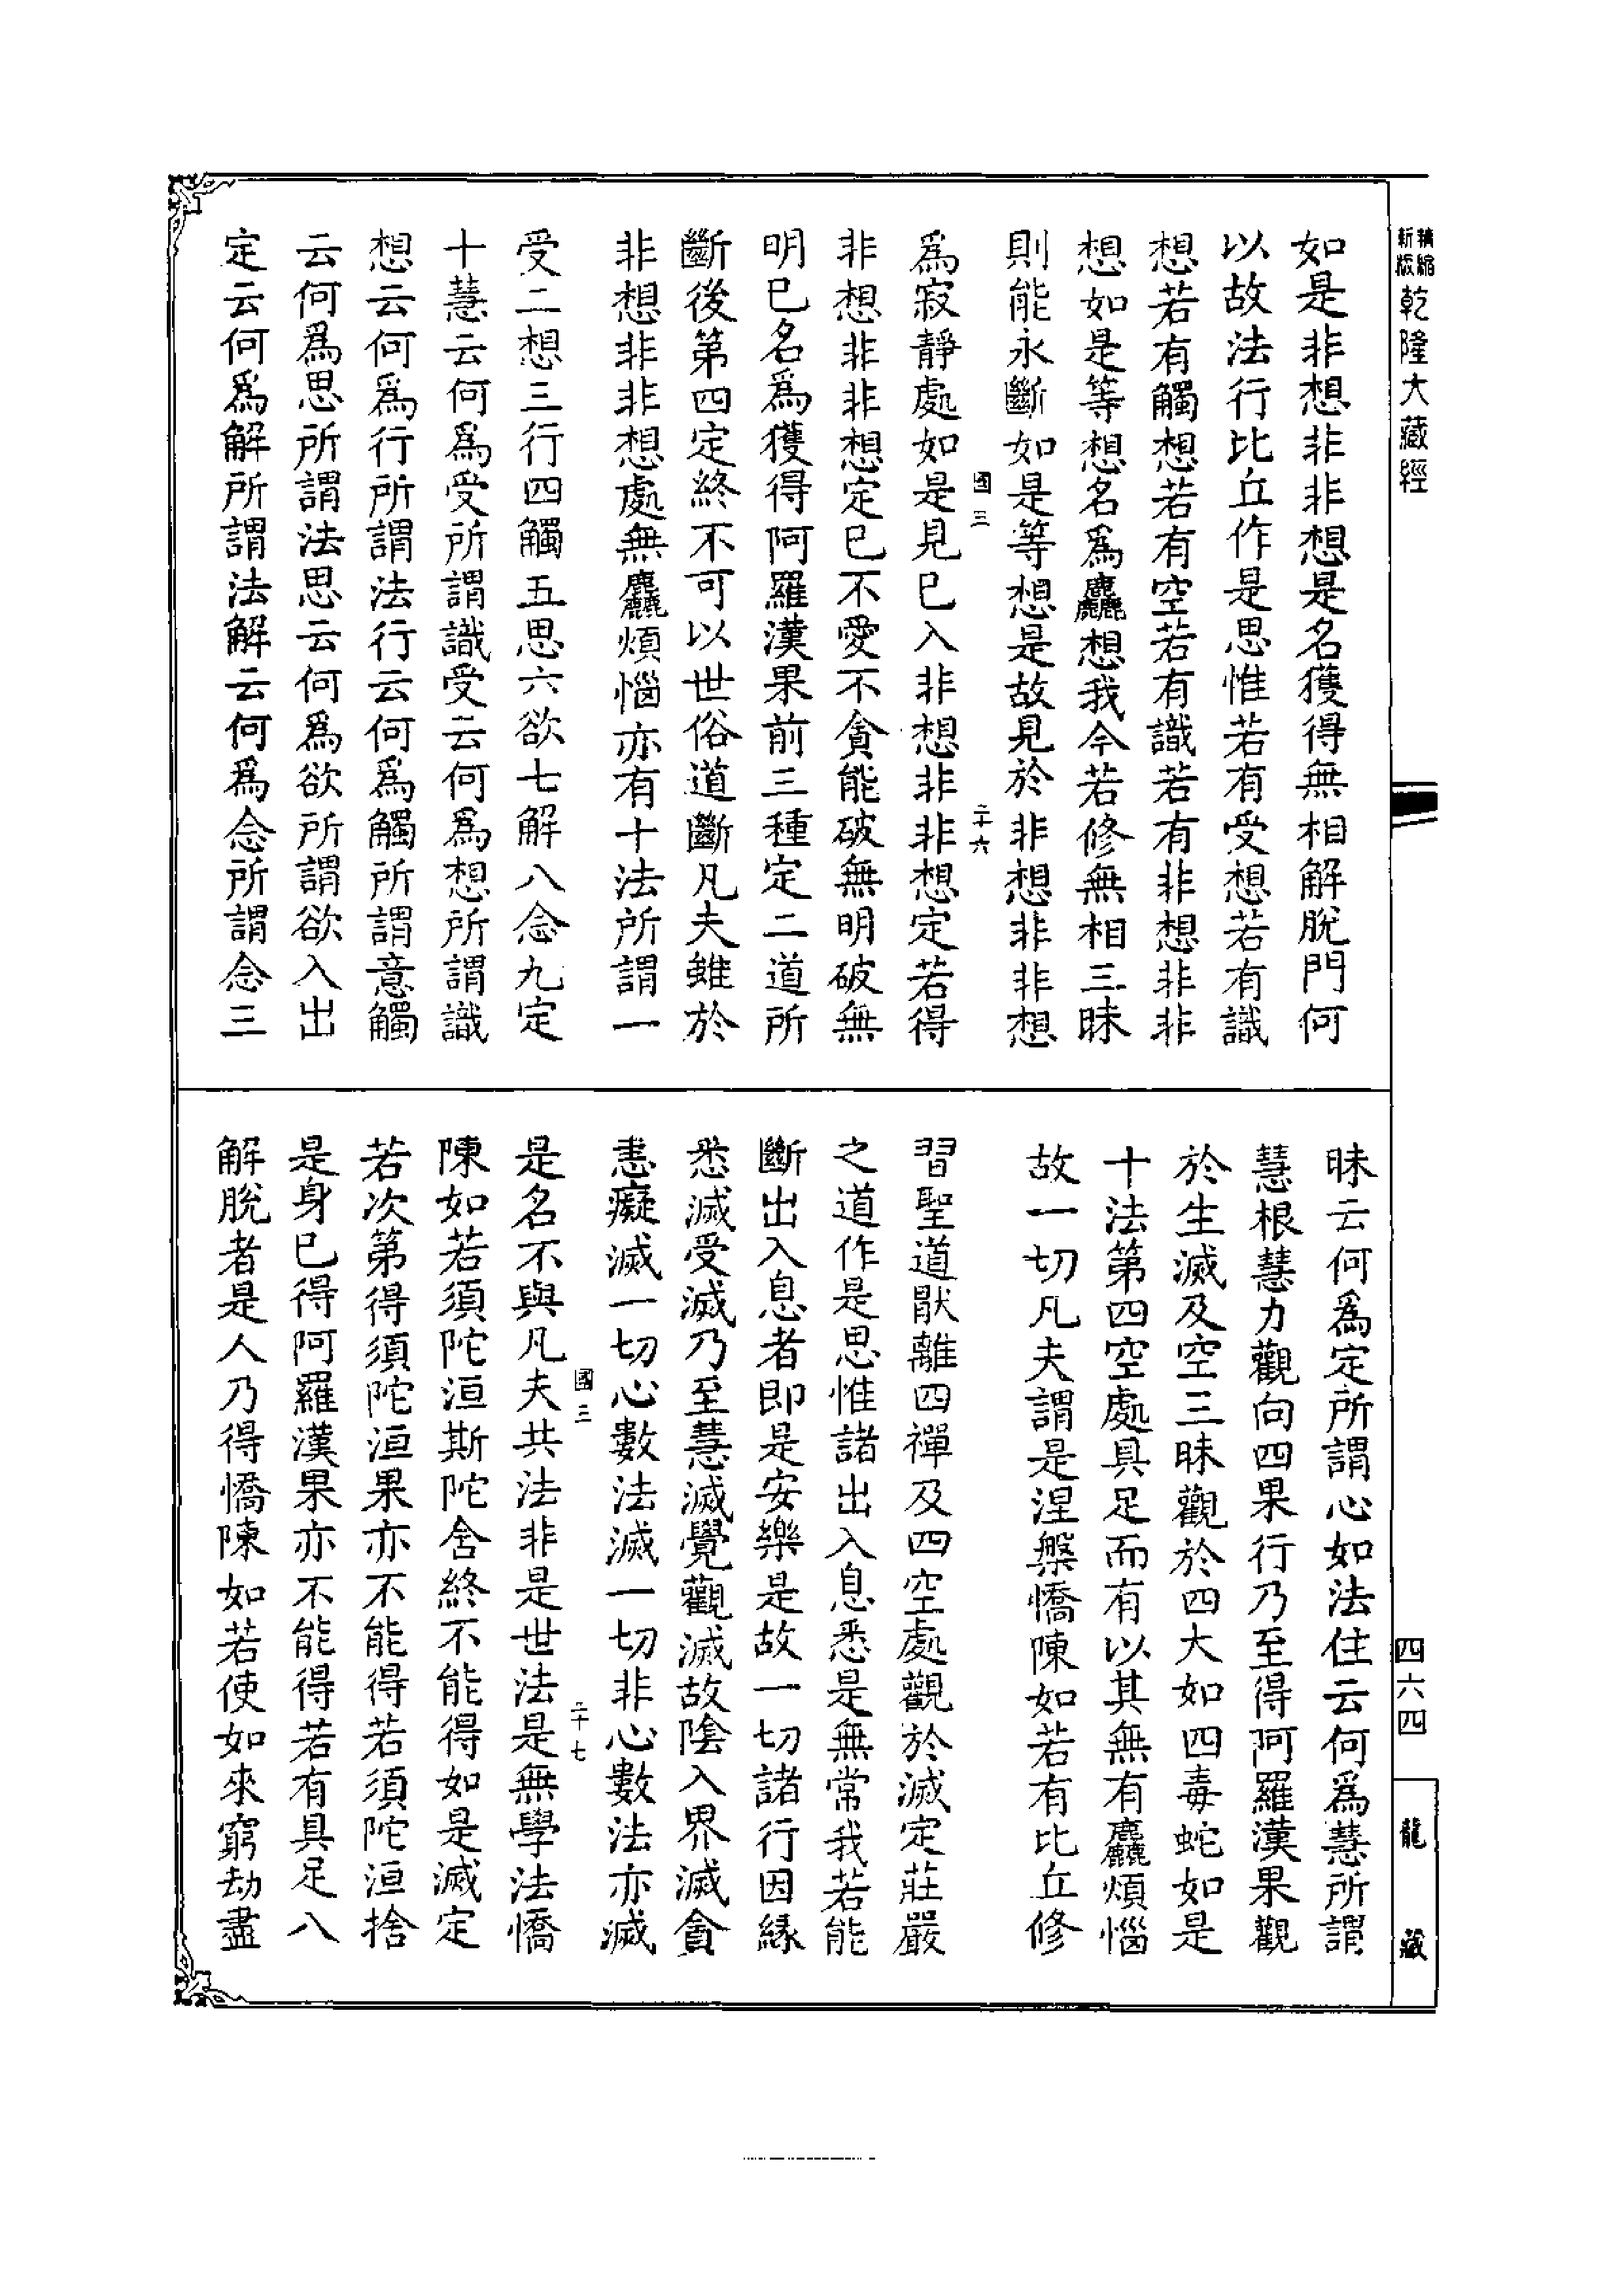 精縮
新版
乾隆大藏經
四六四
龍藏
如是非想非非想是名獲得無相解脫門何
以故法行比丘作是思惟若有受想若有識
想若有觸想若有空若有識若有非想非非
想如是等想名爲麤想我今若修無相三昧
則能永斷如是等想是故見於非想非非想
國三
二十六
爲寂靜處如是見已入非想非非想定若得
非想非非想定已不愛不貪能破無明破無
明已名爲獲得阿羅漢果前三種定二道所
斷後第四定終不可以世俗道斷凡夫雖於
非想非非想處無麤煩惱亦有十法所謂一
受二想三行四觸五思六欲七解八念九定
十慧云何爲受所謂識受云何爲想所謂識
想云何爲行所謂法行云何爲觸所謂意觸
云何爲思所謂法思云何爲欲所謂欲入出
定云何爲解所謂法解云何爲念所謂念三
昧云何爲定所謂心如法住云何爲慧所謂
慧根慧力觀向四果行乃至得阿羅漢果觀
於生滅及空三昧觀於四大如四毒蛇如是
十法第四空處具足而有以其無有麤煩惱
故一切凡夫謂是涅槃憍陳如若有比丘修
習聖道猒離四禪及四空處觀於滅定莊嚴
之道作是思惟諸出入息悉是無常我若能
斷出入息者即是安樂是故一切諸行因緣
悉滅受滅乃至慧滅覺觀滅故陰入界滅貪
恚癡滅一切心數法滅一切非心數法亦滅
國三
二十七
是名不與凡夫共法非是世法是無學法憍
陳如若須陀洹斯陀含終不能得如是滅定
若次第得須陀洹果亦不能得若須陀洹捨
是身已得阿羅漢果亦不能得若有具足八
解脫者是人乃得憍陳如若使如來窮劫盡